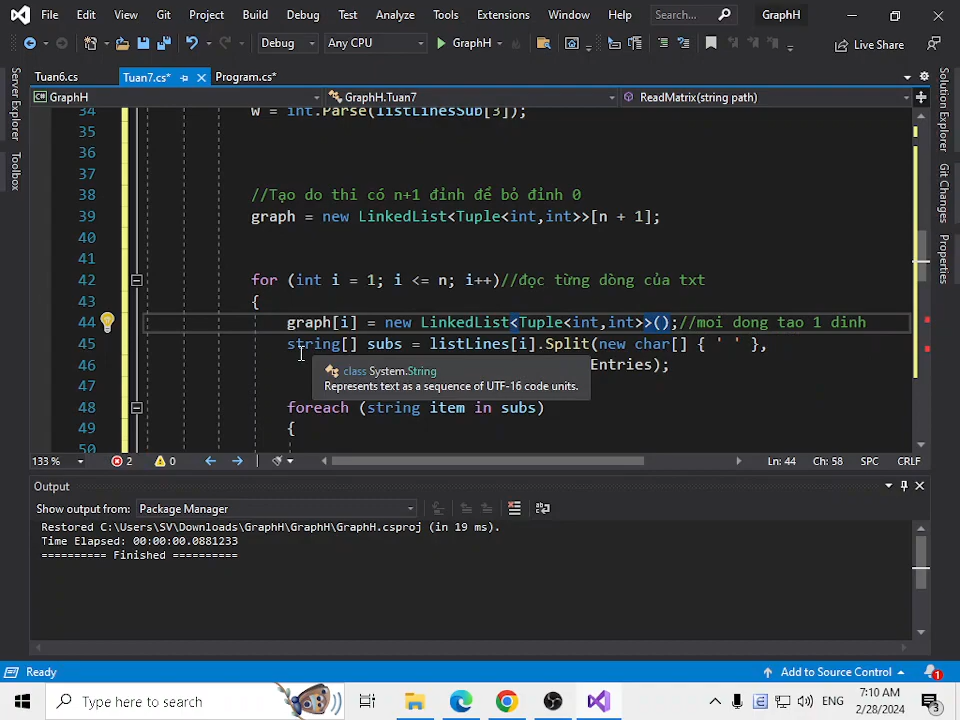 File Edit View Git Project Build Debug Test Analyze Tools Extensions Window Help Search... GraphH
Debug Any CPU GraphH Live Share
Tuan6.cs Tuan7.cs* Program.cs*
GraphH GraphH.Tuan7 ReadMatrix(string path)
Server Explorer
Toolbox
Solution Explorer
Git Changes
Properties
34 w = int.Parse(listLinesSub[3]);
35
36
37
38 //Tạo do thi có n+1 đỉnh để bỏ đỉnh 0
39 graph = new LinkedList<Tuple<int,int>>[n + 1];
40
41
42 for (int i = 1; i <= n; i++)//đọc từng dòng của txt
43 {
44 graph[i] = new LinkedList<Tuple<int,int>>();//moi dong tao 1 dinh
45 string[] subs = listLines[i].Split(new char[] { ' ' },
46 Entries);
class System.String
Represents text as a sequence of UTF-16 code units.
48 foreach (string item in subs)
49 {
50
133 % 2 0 Ln: 44 Ch: 58 SPC CRLF
Output
Show output from: Package Manager
Restored C:\Users\SV\Downloads\GraphH\GraphH\GraphH.csproj (in 19 ms).
Time Elapsed: 00:00:00.0881233
========== Finished ==========
Ready Add to Source Control 1
Type here to search ENG 7:10 AM
2/28/2024 3